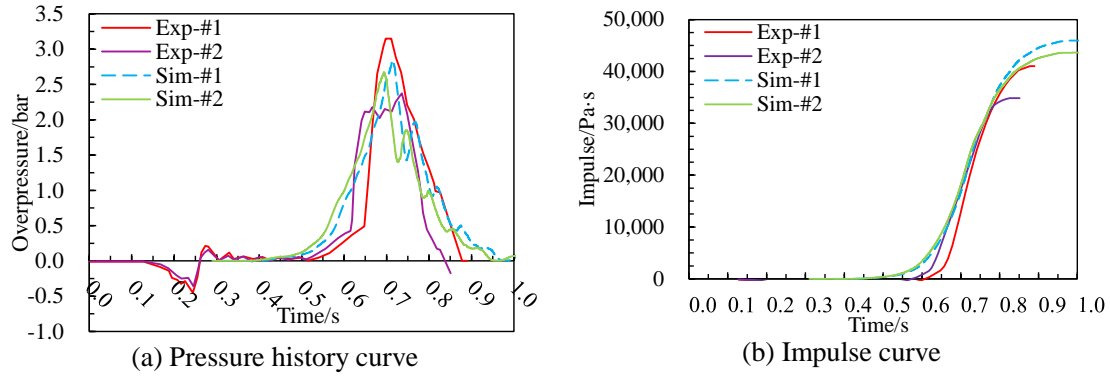 3.5
3.0
2.5
2.0
1.5
1.0
0.5
0.0
-0.5
-1.0
Overpressure/bar
Exp-#1
Exp-#2
Sim-#1
Sim-#2
0.0 0.1 0.2 0.3 0.4 0.5 0.6 0.7 0.8 0.9 1.0
Time/s
(a) Pressure history curve
50,000
40,000
30,000
20,000
10,000
0
Impulse/Pa·s
Exp-#1
Exp-#2
Sim-#1
Sim-#2
0.0 0.1 0.2 0.3 0.4 0.5 0.6 0.7 0.8 0.9 1.0
Time/s
(b) Impulse curve